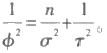 1/ϕ² = n/σ² + 1/τ²